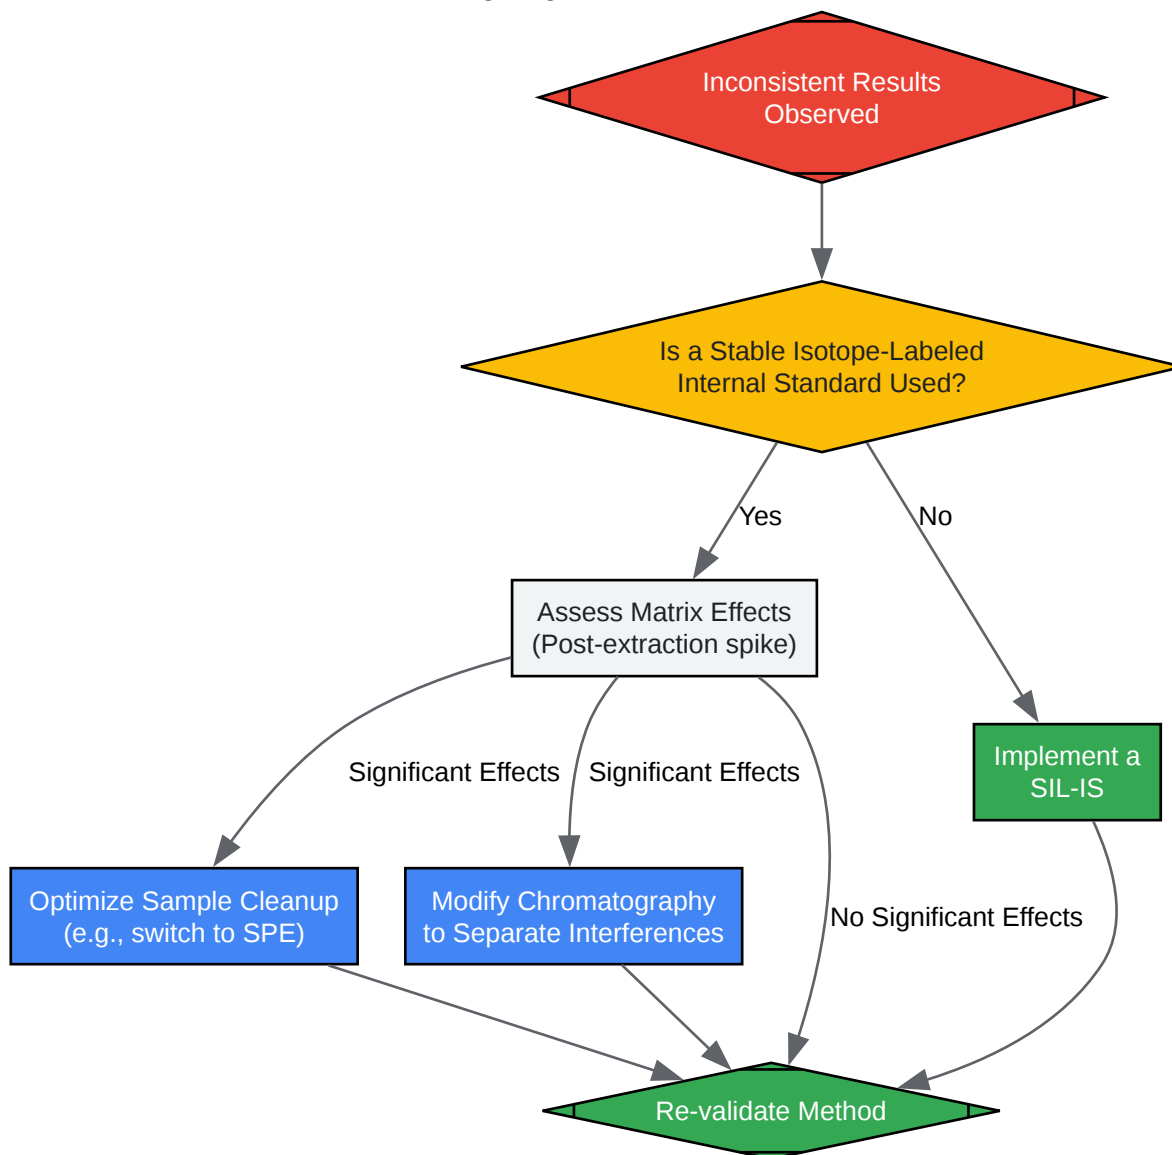 Inconsistent Results
Observed
Is a Stable Isotope-Labeled
Internal Standard Used?
Yes
No
Assess Matrix Effects
(Post-extraction spike)
Implement a
SIL-IS
Significant Effects
Significant Effects
Optimize Sample Cleanup
(e.g., switch to SPE)
Modify Chromatography
to Separate Interferences
No Significant Effects
Re-validate Method